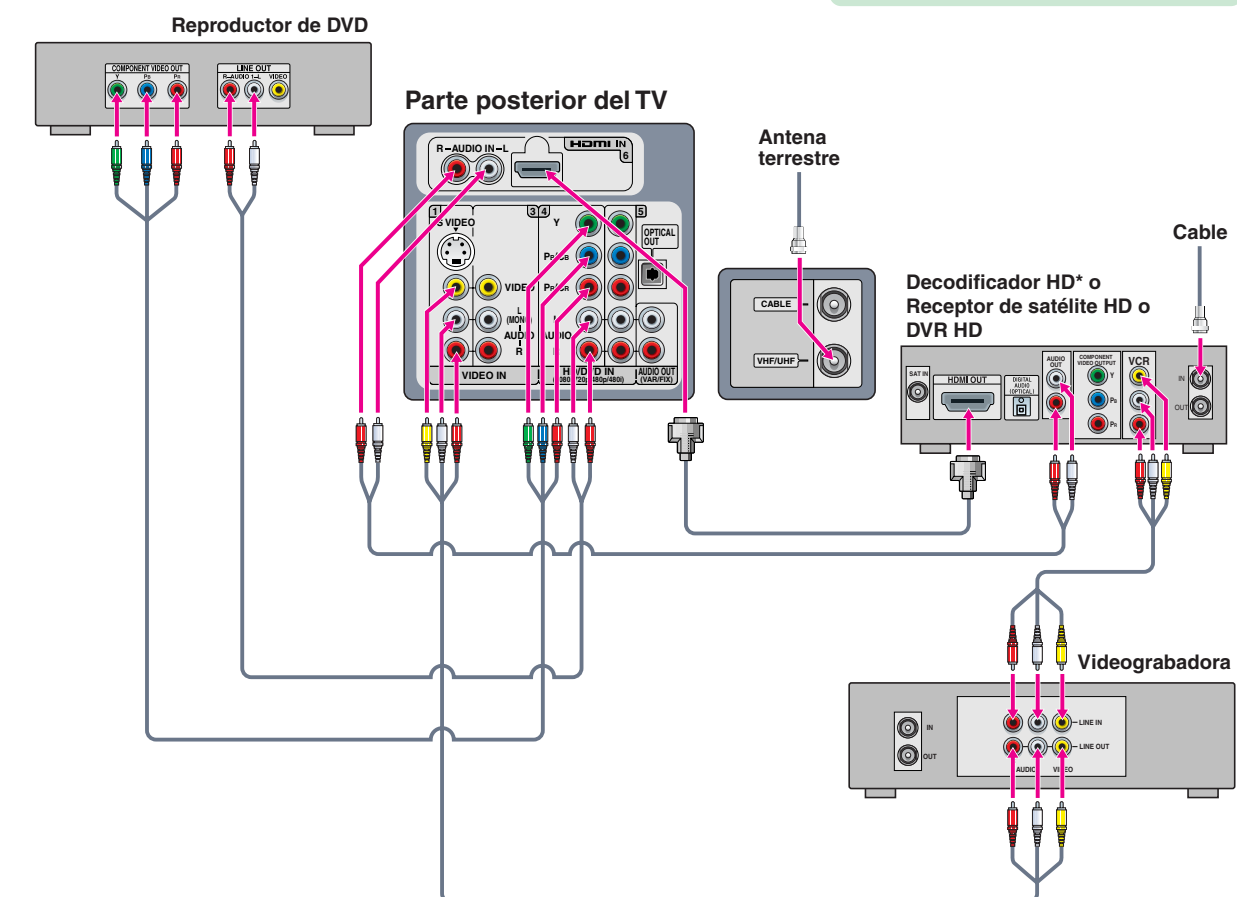 Reproductor de DVD
COMPONENT VIDEO OUT
Y PB PR
LINE OUT
R–AUDIO 1–L VIDEO
Parte posterior del TV
R–AUDIO IN–L
HDMI IN
6
1
3
4
5
S VIDEO
Y
OPTICAL
OUT
VIDEO
L
(MONO)
AUDIO
R
AUDIO
VIDEO IN
AUDIO OUT
(VAR/FIX)
Antena
terrestre
CABLE
VHF/UHF
Cable
Decodificador HD* o
Receptor de satélite HD o
DVR HD
SAT IN
HDMI OUT
DIGITAL
AUDIO
(OPTICAL)
AUDIO
OUT
COMPONENT
VIDEO OUTPUT
Y
PB
PR
VCR
IN
OUT
Videograbadora
IN
OUT
LINE IN
LINE OUT
AUDIO
VIDEO